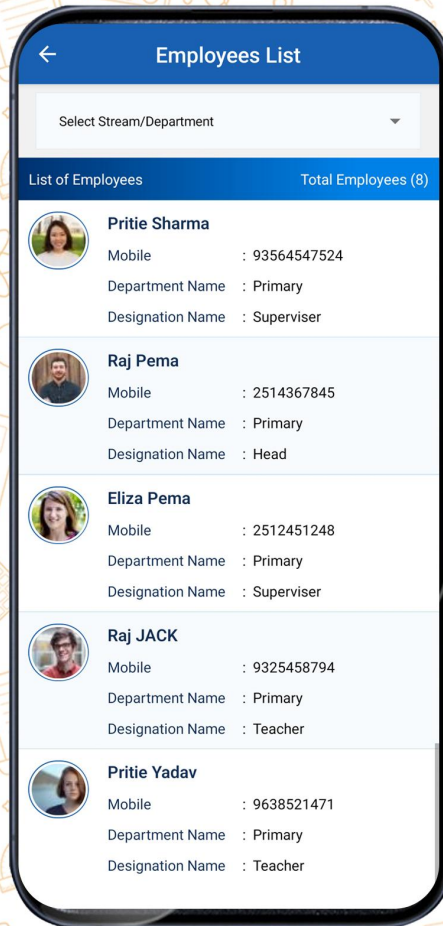 Employees List
Select Stream/Department
List of Employees Total Employees (8)
Pritie Sharma
Mobile : 93564547524
Department Name : Primary
Designation Name : Superviser
Raj Pema
Mobile : 2514367845
Department Name : Primary
Designation Name : Head
Eliza Pema
Mobile : 2512451248
Department Name : Primary
Designation Name : Superviser
Raj JACK
Mobile : 9325458794
Department Name : Primary
Designation Name : Teacher
Pritie Yadav
Mobile : 9638521471
Department Name : Primary
Designation Name : Teacher